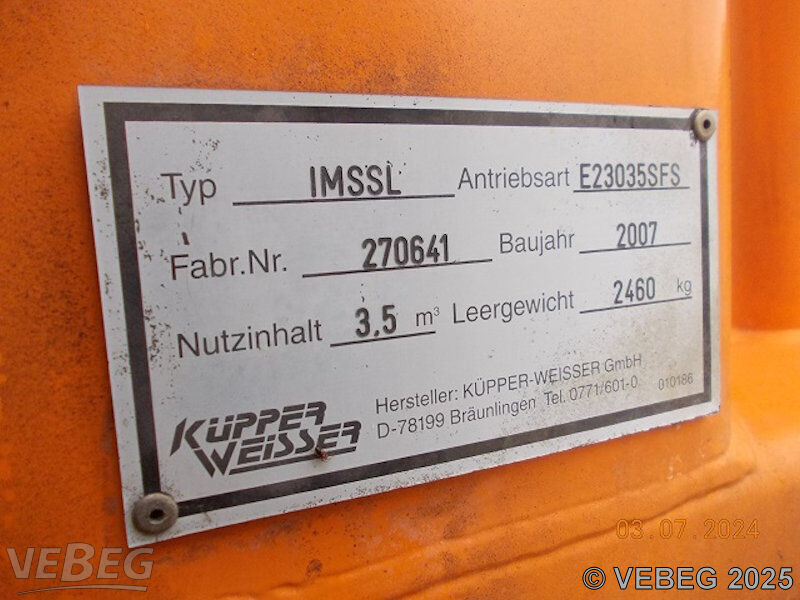 Typ IMSSL Antriebsart E23035SFS
Fabr.Nr. 270641 Baujahr 2007
Nutzinhalt 3.5 m³ Leergewicht 2460 kg
KÜPPER
WEISSER
Hersteller: KÜPPER-WEISSER GmbH
D-78199 Bräunlingen Tel. 0771/601-0 010186
03.07.2024
VEBEG
© VEBEG 2025